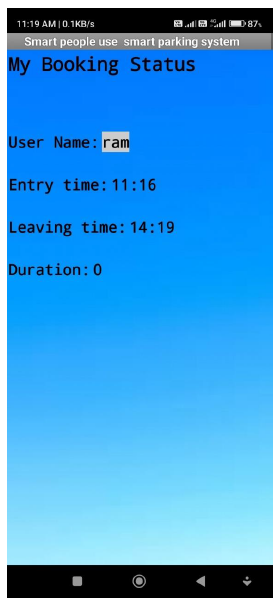 11:19 AM | 0.1KB/s 87%
Smart people use smart parking system
My Booking Status
User Name: ram
Entry time: 11:16
Leaving time: 14:19
Duration: 0